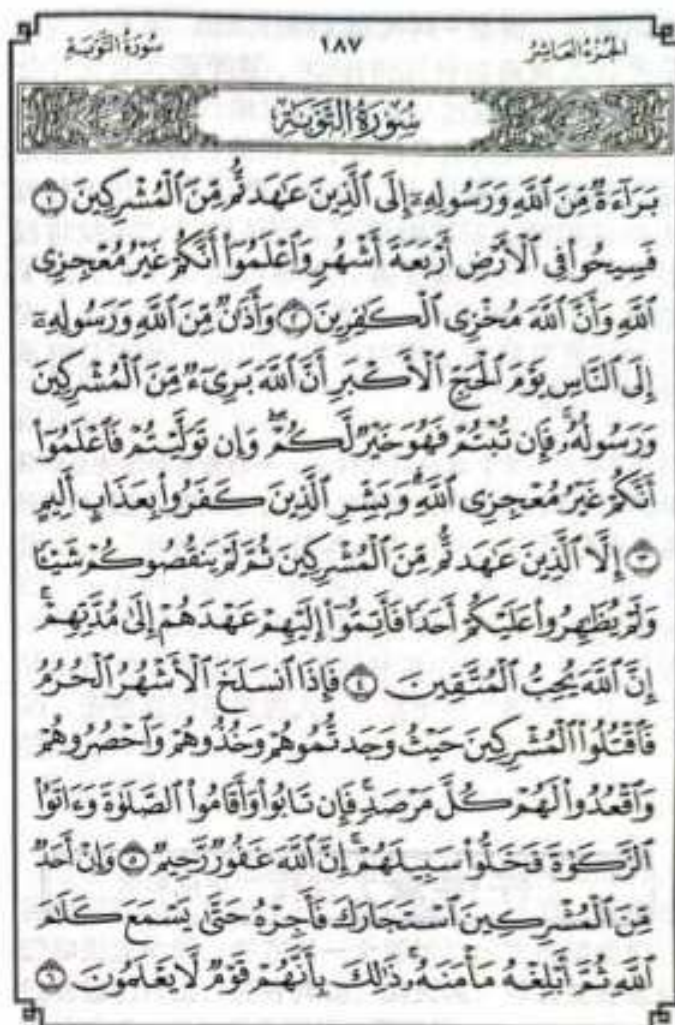 الجزء العاشر ١٨٧ سورة التوبة
سورة التوبة
بَرَآءَةٌ مِّنَ ٱللَّهِ وَرَسُولِهِۦٓ إِلَى ٱلَّذِينَ عَٰهَدتُّم مِّنَ ٱلْمُشْرِكِينَ ١
فَسِيحُوا۟ فِى ٱلْأَرْضِ أَرْبَعَةَ أَشْهُرٍ وَٱعْلَمُوٓا۟ أَنَّكُمْ غَيْرُ مُعْجِزِى
ٱللَّهِ وَأَنَّ ٱللَّهَ مُخْزِى ٱلْكَٰفِرِينَ ٢ وَأَذَٰنٌ مِّنَ ٱللَّهِ وَرَسُولِهِۦٓ
إِلَى ٱلنَّاسِ يَوْمَ ٱلْحَجِّ ٱلْأَكْبَرِ أَنَّ ٱللَّهَ بَرِىٓءٌ مِّنَ ٱلْمُشْرِكِينَ
وَرَسُولُهُۥ ۚ فَإِن تُبْتُمْ فَهُوَ خَيْرٌ لَّكُمْ ۖ وَإِن تَوَلَّيْتُمْ فَٱعْلَمُوٓا۟
أَنَّكُمْ غَيْرُ مُعْجِزِى ٱللَّهِ ۗ وَبَشِّرِ ٱلَّذِينَ كَفَرُوا۟ بِعَذَابٍ أَلِيمٍ
٣ إِلَّا ٱلَّذِينَ عَٰهَدتُّم مِّنَ ٱلْمُشْرِكِينَ ثُمَّ لَمْ يَنقُصُوكُمْ شَيْـًٔا
وَلَمْ يُظَٰهِرُوا۟ عَلَيْكُمْ أَحَدًا فَأَتِمُّوٓا۟ إِلَيْهِمْ عَهْدَهُمْ إِلَىٰ مُدَّتِهِمْ ۚ
إِنَّ ٱللَّهَ يُحِبُّ ٱلْمُتَّقِينَ ٤ فَإِذَا ٱنسَلَخَ ٱلْأَشْهُرُ ٱلْحُرُمُ
فَٱقْتُلُوا۟ ٱلْمُشْرِكِينَ حَيْثُ وَجَدتُّمُوهُمْ وَخُذُوهُمْ وَٱحْصُرُوهُمْ
وَٱقْعُدُوا۟ لَهُمْ كُلَّ مَرْصَدٍ ۚ فَإِن تَابُوا۟ وَأَقَامُوا۟ ٱلصَّلَوٰةَ وَءَاتَوُا۟
ٱلزَّكَوٰةَ فَخَلُّوا۟ سَبِيلَهُمْ ۚ إِنَّ ٱللَّهَ غَفُورٌ رَّحِيمٌ ٥ وَإِنْ أَحَدٌ
مِّنَ ٱلْمُشْرِكِينَ ٱسْتَجَارَكَ فَأَجِرْهُ حَتَّىٰ يَسْمَعَ كَلَٰمَ
ٱللَّهِ ثُمَّ أَبْلِغْهُ مَأْمَنَهُۥ ۚ ذَٰلِكَ بِأَنَّهُمْ قَوْمٌ لَّا يَعْلَمُونَ ٦